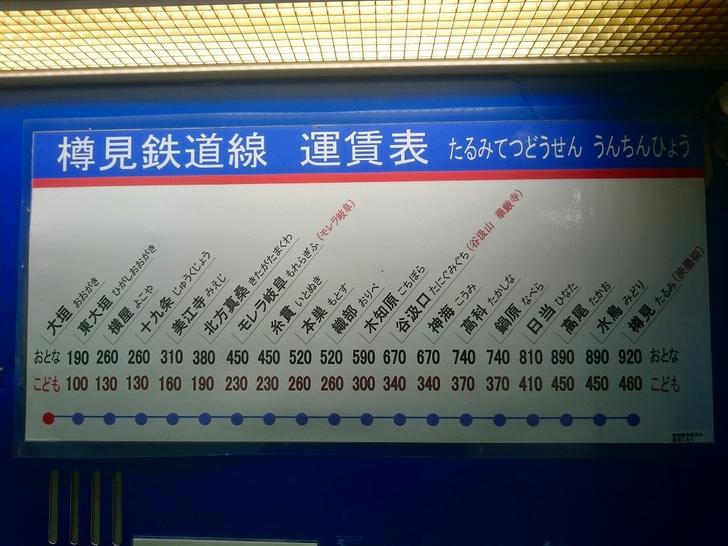 樽見鉄道線 運賃表 たるみてつどうせん うんちんひょう
大垣 おおがき
東大垣 ひがしおおがき
横屋 よこや
十九条 じゅうくじょう
美江寺 みえじ
北方真桑 きたがたまくわ
モレラ岐阜 もれらぎふ (モレラ岐阜)
糸貫 いとぬき
本巣 もとす
織部 おりべ
木知原 こちぼら
谷汲口 たにぐみぐち (谷汲山 華厳寺)
神海 こうみ
高科 たかしな
鍋原 なべら
日当 ひなた
高尾 たかお
水鳥 みどり
樽見 たるみ (淡墨桜)
おとな 190 260 260 310 380 450 450 520 520 590 670 670 740 740 810 890 890 920 おとな
こども 100 130 130 160 190 230 230 260 260 300 340 340 370 370 410 450 450 460 こども